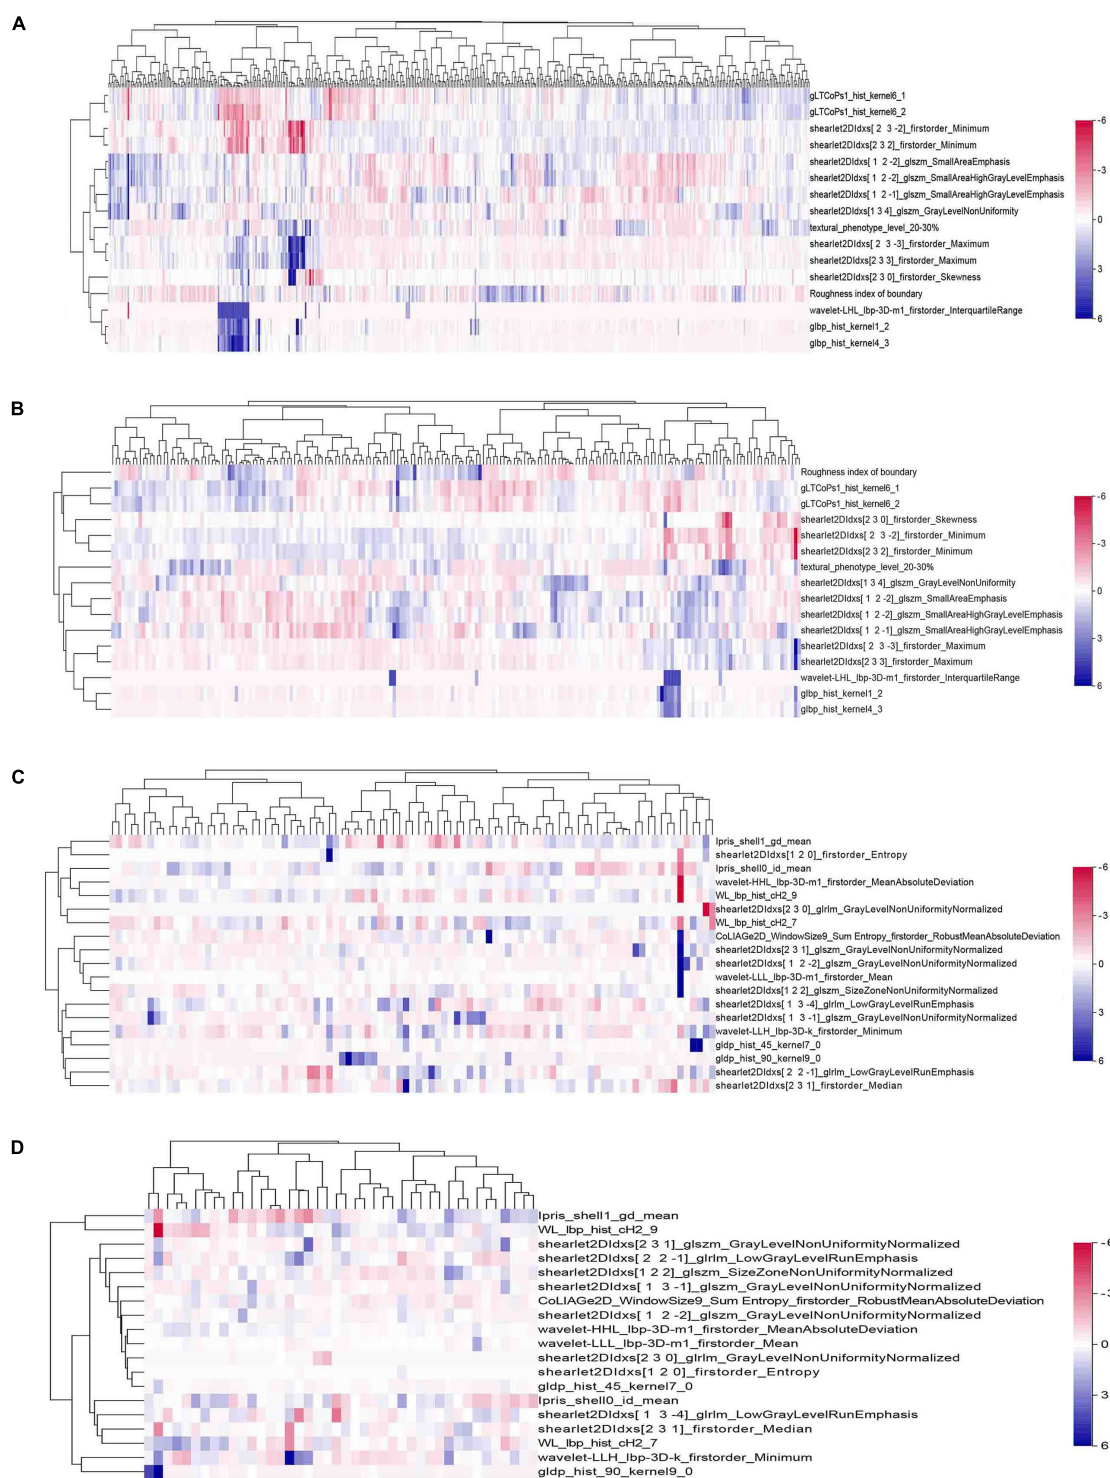 A
gLTCoPs1_hist_kernel6_1
gLTCoPs1_hist_kernel6_2
shearlet2DIdxs[ 2 3 -2]_firstorder_Minimum
shearlet2DIdxs[2 3 2]_firstorder_Minimum
shearlet2DIdxs[ 1 2 -2]_glszm_SmallAreaEmphasis
shearlet2DIdxs[ 1 2 -2]_glszm_SmallAreaHighGrayLevelEmphasis
shearlet2DIdxs[ 1 2 -1]_glszm_SmallAreaHighGrayLevelEmphasis
shearlet2DIdxs[1 3 4]_glszm_GrayLevelNonUniformity
textural_phenotype_level_20-30%
shearlet2DIdxs[ 2 3 -3]_firstorder_Maximum
shearlet2DIdxs[2 3 3]_firstorder_Maximum
shearlet2DIdxs[2 3 0]_firstorder_Skewness
Roughness index of boundary
wavelet-LHL_lbp-3D-m1_firstorder_InterquartileRange
glbp_hist_kernel1_2
glbp_hist_kernel4_3
-6
-3
0
3
6
B
Roughness index of boundary
gLTCoPs1_hist_kernel6_1
gLTCoPs1_hist_kernel6_2
shearlet2DIdxs[2 3 0]_firstorder_Skewness
shearlet2DIdxs[ 2 3 -2]_firstorder_Minimum
shearlet2DIdxs[2 3 2]_firstorder_Minimum
textural_phenotype_level_20-30%
shearlet2DIdxs[1 3 4]_glszm_GrayLevelNonUniformity
shearlet2DIdxs[ 1 2 -2]_glszm_SmallAreaEmphasis
shearlet2DIdxs[ 1 2 -2]_glszm_SmallAreaHighGrayLevelEmphasis
shearlet2DIdxs[ 1 2 -1]_glszm_SmallAreaHighGrayLevelEmphasis
shearlet2DIdxs[ 2 3 -3]_firstorder_Maximum
shearlet2DIdxs[2 3 3]_firstorder_Maximum
wavelet-LHL_lbp-3D-m1_firstorder_InterquartileRange
glbp_hist_kernel1_2
glbp_hist_kernel4_3
-6
-3
0
3
6
C
Ipris_shell1_gd_mean
shearlet2DIdxs[1 2 0]_firstorder_Entropy
Ipris_shell0_id_mean
wavelet-HHL_lbp-3D-m1_firstorder_MeanAbsoluteDeviation
WL_lbp_hist_cH2_9
shearlet2DIdxs[2 3 0]_glrlm_GrayLevelNonUniformityNormalized
WL_lbp_hist_cH2_7
CoLIAGe2D_WindowSize9_Sum Entropy_firstorder_RobustMeanAbsoluteDeviation
shearlet2DIdxs[2 3 1]_glszm_GrayLevelNonUniformityNormalized
shearlet2DIdxs[ 1 2 -2]_glszm_GrayLevelNonUniformityNormalized
wavelet-LLL_lbp-3D-m1_firstorder_Mean
shearlet2DIdxs[1 2 2]_glszm_SizeZoneNonUniformityNormalized
shearlet2DIdxs[ 1 3 -4]_glrlm_LowGrayLevelRunEmphasis
shearlet2DIdxs[ 1 3 -1]_glszm_GrayLevelNonUniformityNormalized
wavelet-LLH_lbp-3D-k_firstorder_Minimum
gldp_hist_45_kernel7_0
gldp_hist_90_kernel9_0
shearlet2DIdxs[ 2 2 -1]_glrlm_LowGrayLevelRunEmphasis
shearlet2DIdxs[2 3 1]_firstorder_Median
-6
-3
0
3
6
D
Ipris_shell1_gd_mean
WL_lbp_hist_cH2_9
shearlet2DIdxs[2 3 1]_glszm_GrayLevelNonUniformityNormalized
shearlet2DIdxs[ 2 2 -1]_glrlm_LowGrayLevelRunEmphasis
shearlet2DIdxs[1 2 2]_glszm_SizeZoneNonUniformityNormalized
shearlet2DIdxs[ 1 3 -1]_glszm_GrayLevelNonUniformityNormalized
CoLIAGe2D_WindowSize9_Sum Entropy_firstorder_RobustMeanAbsoluteDeviation
shearlet2DIdxs[ 1 2 -2]_glszm_GrayLevelNonUniformityNormalized
wavelet-HHL_lbp-3D-m1_firstorder_MeanAbsoluteDeviation
wavelet-LLL_lbp-3D-m1_firstorder_Mean
shearlet2DIdxs[2 3 0]_glrlm_GrayLevelNonUniformityNormalized
shearlet2DIdxs[1 2 0]_firstorder_Entropy
gldp_hist_45_kernel7_0
Ipris_shell0_id_mean
shearlet2DIdxs[ 1 3 -4]_glrlm_LowGrayLevelRunEmphasis
shearlet2DIdxs[2 3 1]_firstorder_Median
WL_lbp_hist_cH2_7
wavelet-LLH_lbp-3D-k_firstorder_Minimum
gldp_hist_90_kernel9_0
-6
-3
0
3
6